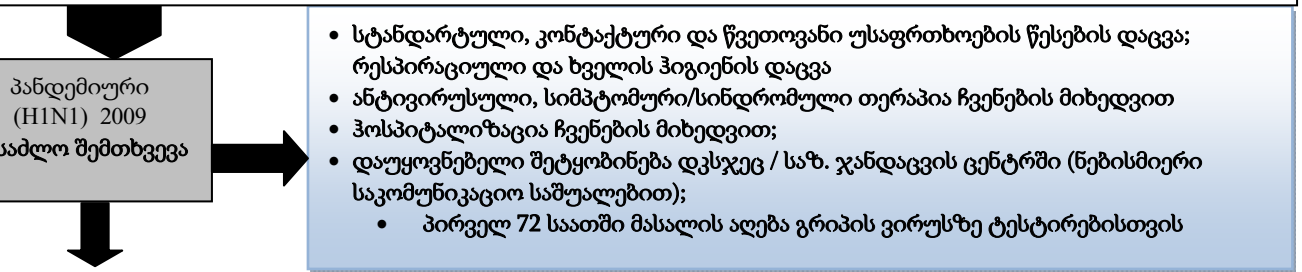 პანდემიური
(H1N1) 2009
საძლო შემთხვევა
• სტანდარტული, კონტაქტური და წვეთოვანი უსაფრთხოების წესების დაცვა;
რესპირაციული და ხველის ჰიგიენის დაცვა
• ანტივირუსული, სიმპტომური/სინდრომული თერაპია ჩვენების მიხედვით
• ჰოსპიტალიზაცია ჩვენების მიხედვით;
• დაუყოვნებელი შეტყობინება დკსჯეც / საზ. ჯანდაცვის ცენტრში (ნებისმიერი
საკომუნიკაციო საშუალებით);
• პირველ 72 საათში მასალის აღება გრიპის ვირუსზე ტესტირებისთვის